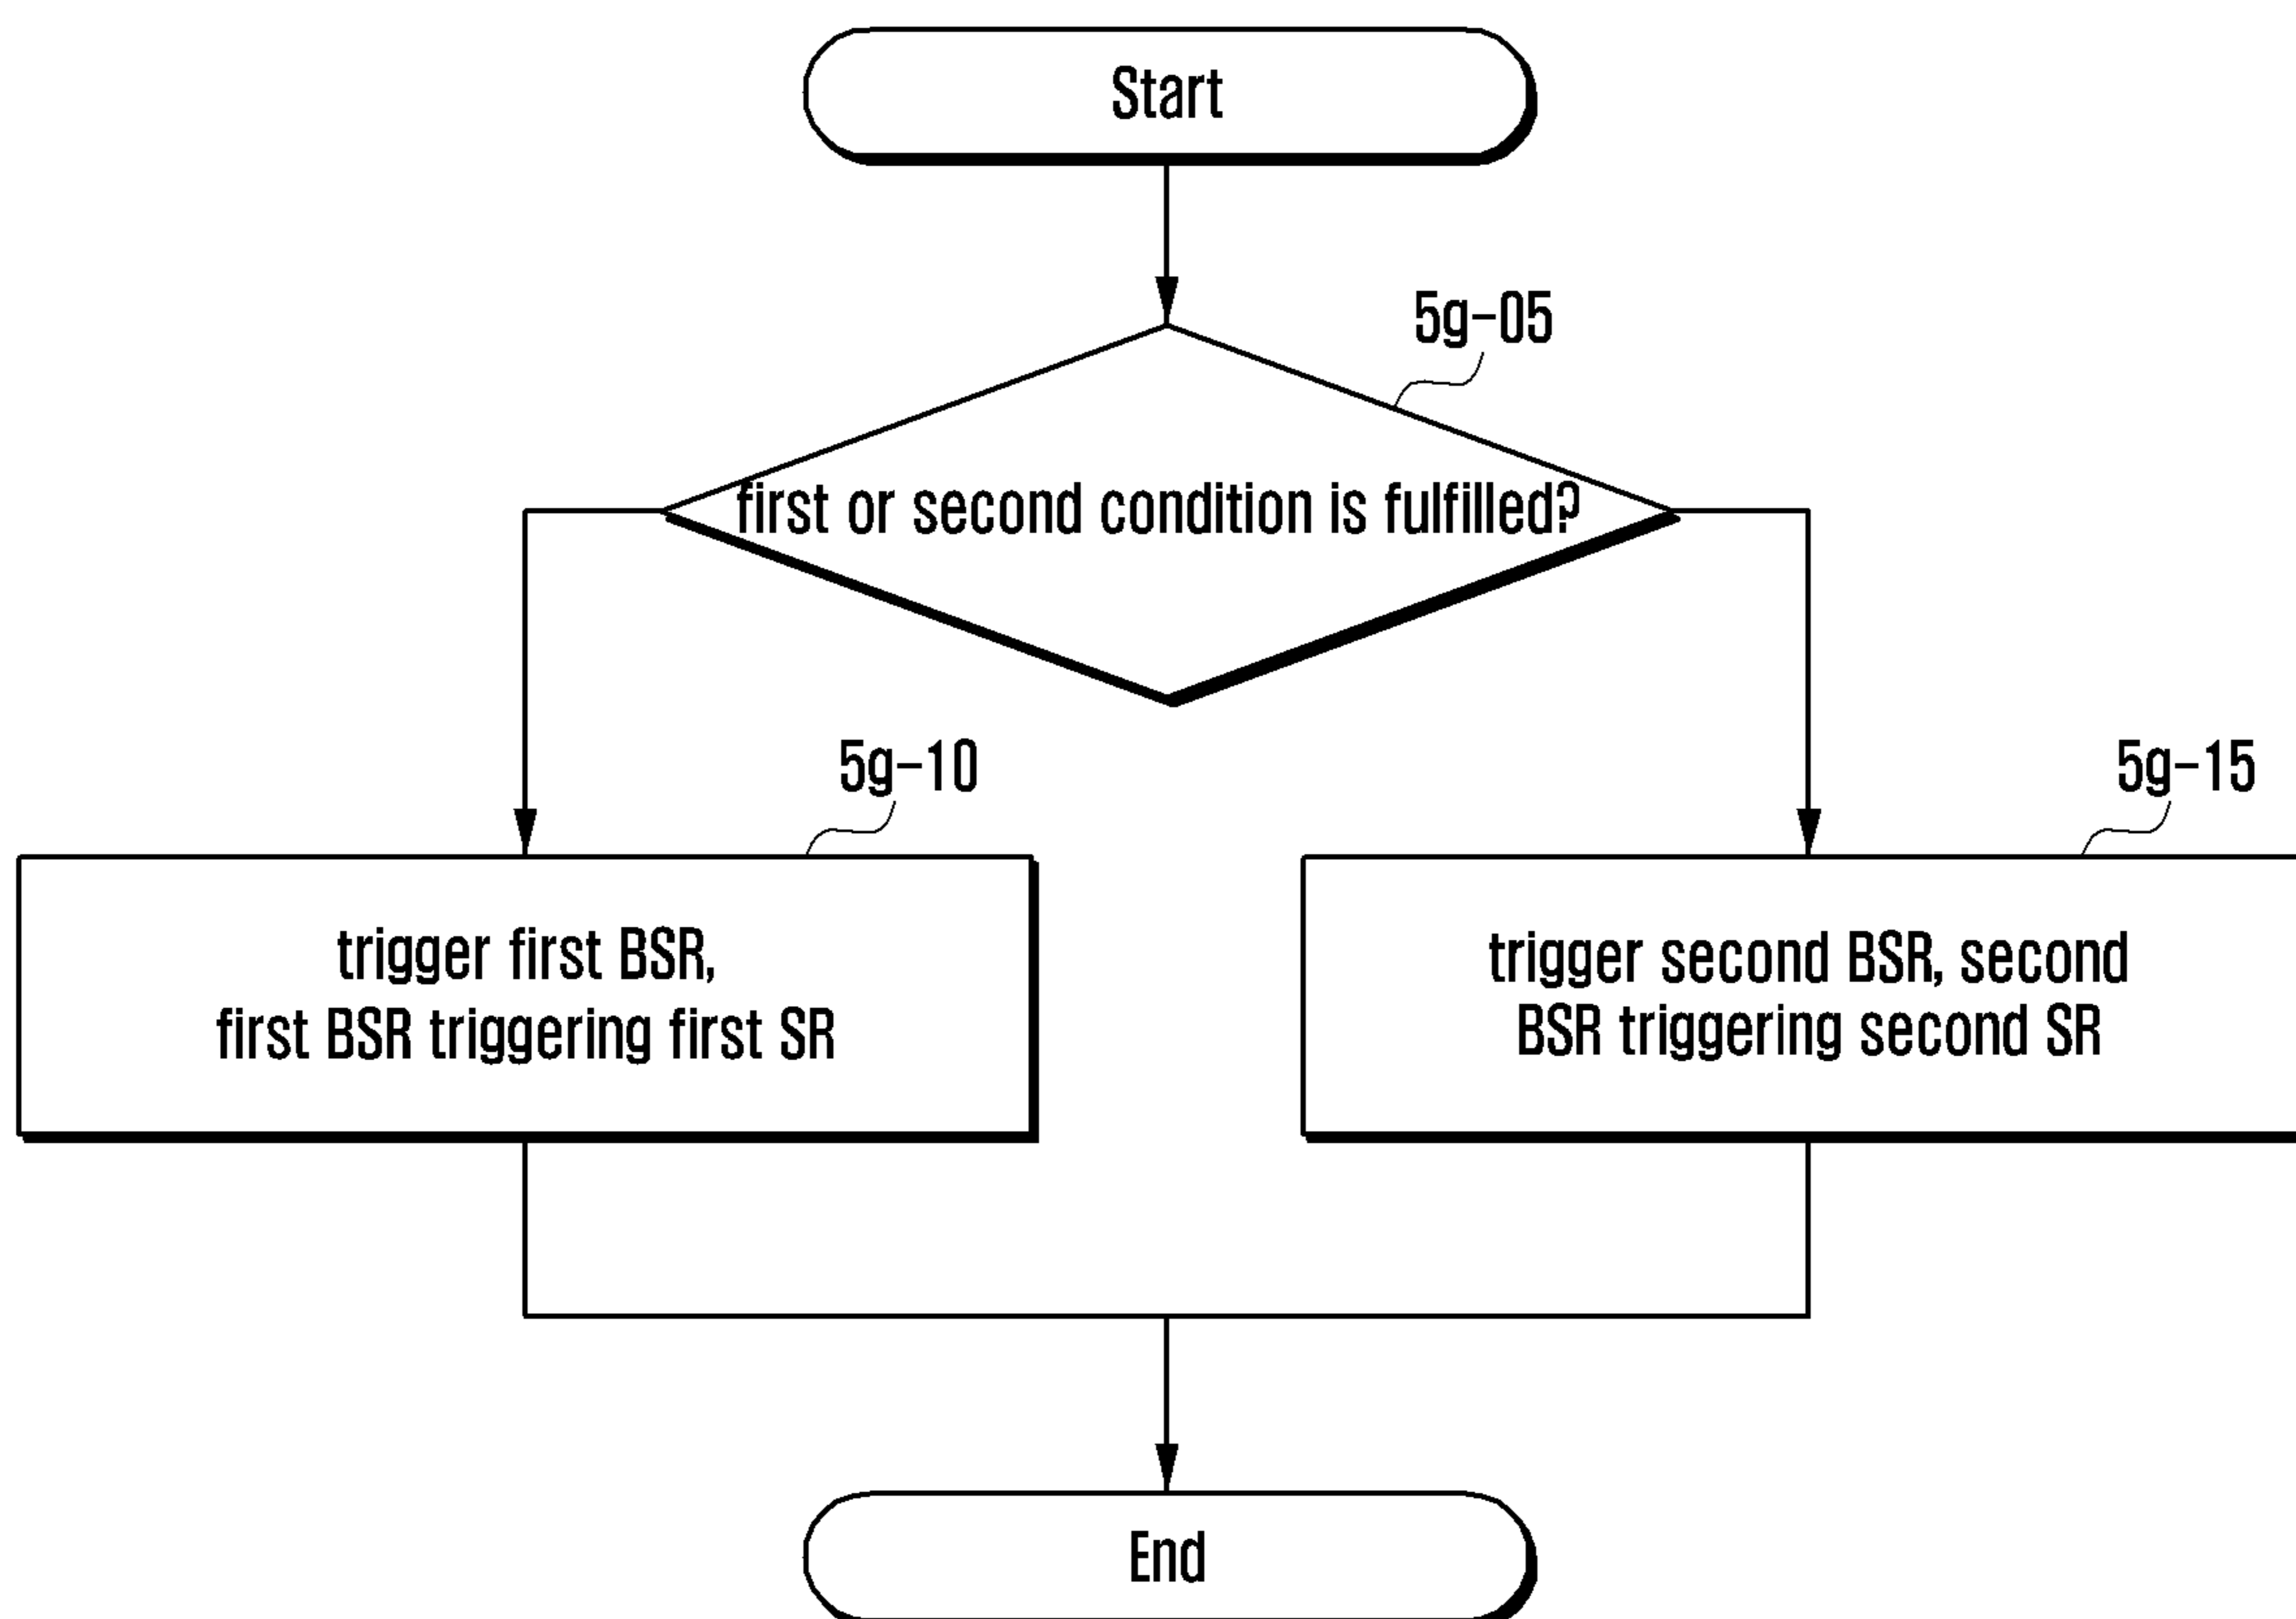 Start
5g-05
first or second condition is fulfilled?
5g-10
5g-15
trigger first BSR,
first BSR triggering first SR
trigger second BSR, second
BSR triggering second SR
End